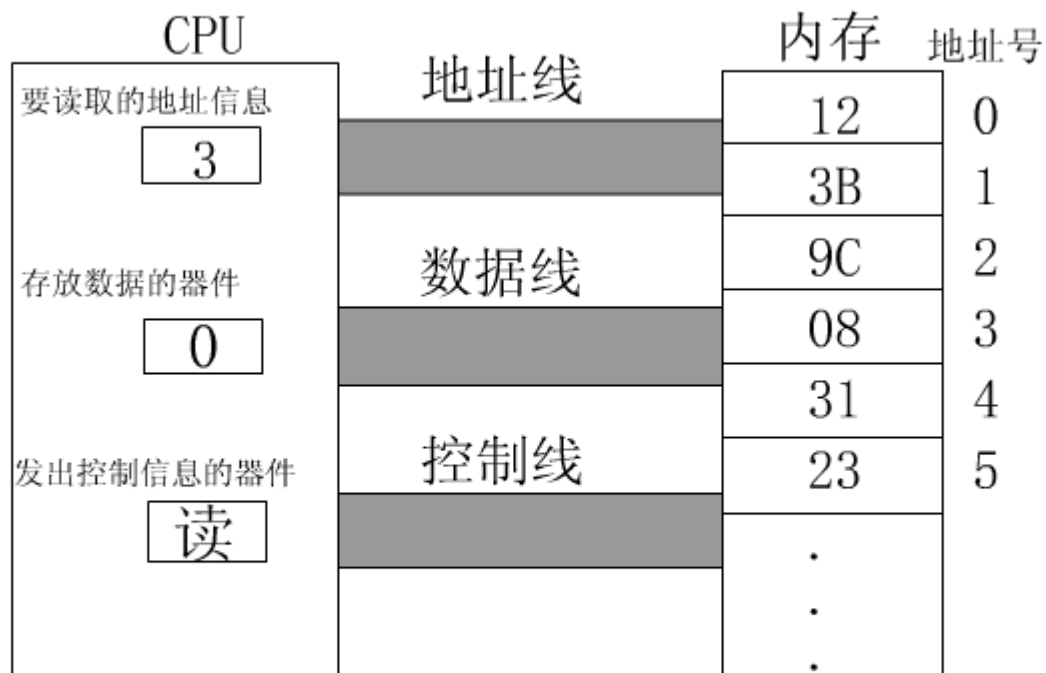 CPU
内存 地址号
要读取的地址信息
地址线
3
12 0
3B 1
存放数据的器件
数据线
9C 2
0
08 3
31 4
发出控制信息的器件
控制线
23 5
读